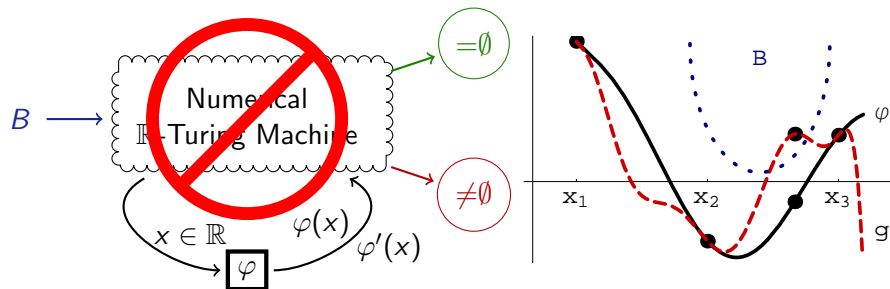 B
Numerical
ℝ-Turing Machine
=∅
≠∅
x ∈ ℝ
φ
φ(x)
φ′(x)
B
φ
x₁
x₂
x₃
g